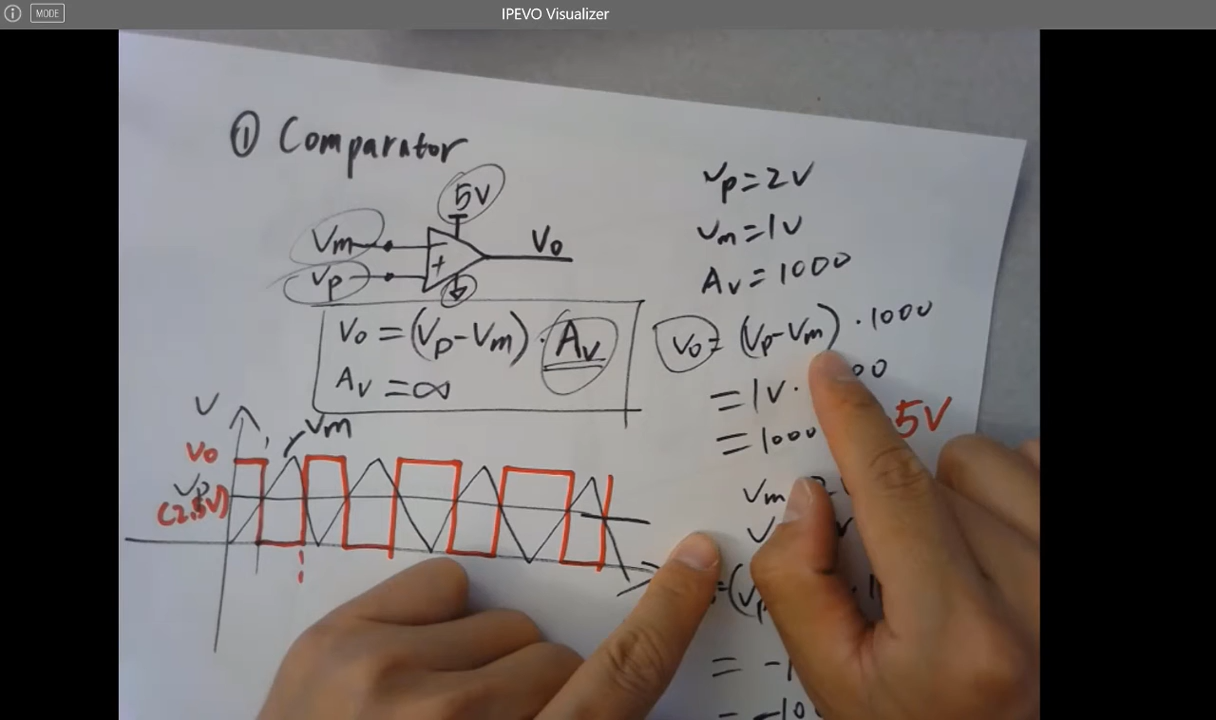 MODE
IPEVO Visualizer
① Comparator
5V
Vm
Vp
Vo
Vo = (Vp - Vm) · Av
Av = ∞
Vp = 2V
Vm = 1V
Av = 1000
Vo = (Vp - Vm) · 1000
= 1V ·
= 1000
5V
V
Vm
Vo
Vp
(2.5V)
Vm